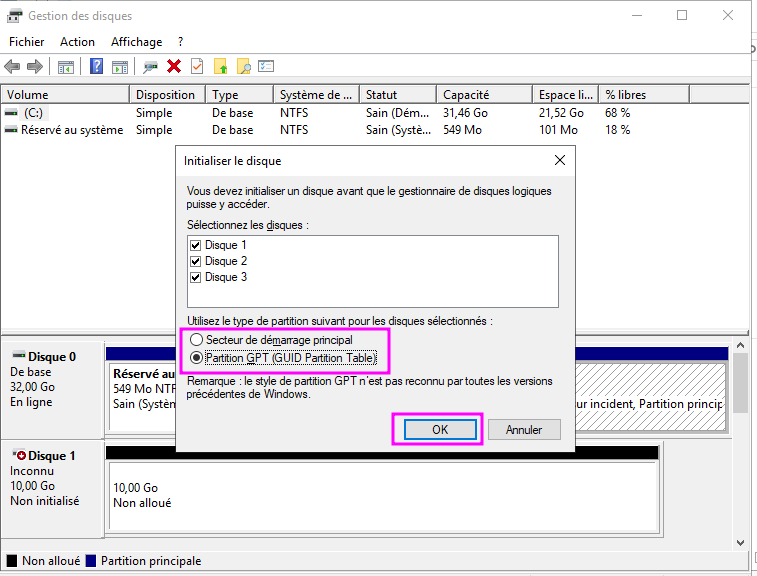 Gestion des disques
Fichier Action Affichage ?
Volume Disposition Type Système de ... Statut Capacité Espace li... % libres
(C:) Simple De base NTFS Sain (Dém... 31,46 Go 21,52 Go 68 %
Réservé au système Simple De base NTFS Sain (Systè... 549 Mo 101 Mo 18 %
Initialiser le disque
Vous devez initialiser un disque avant que le gestionnaire de disques logiques
puisse y accéder.
Sélectionnez les disques :
Disque 1
Disque 2
Disque 3
Utilisez le type de partition suivant pour les disques sélectionnés :
Secteur de démarrage principal
Partition GPT (GUID Partition Table)
Remarque : le style de partition GPT n'est pas reconnu par toutes les versions
précédentes de Windows.
OK Annuler
Disque 0
De base
32,00 Go
En ligne
Réservé au
549 Mo NTF
Sain (Systèn
ur incident, Partition princip
Disque 1
Inconnu
10,00 Go
Non initialisé
10,00 Go
Non alloué
Non alloué Partition principale